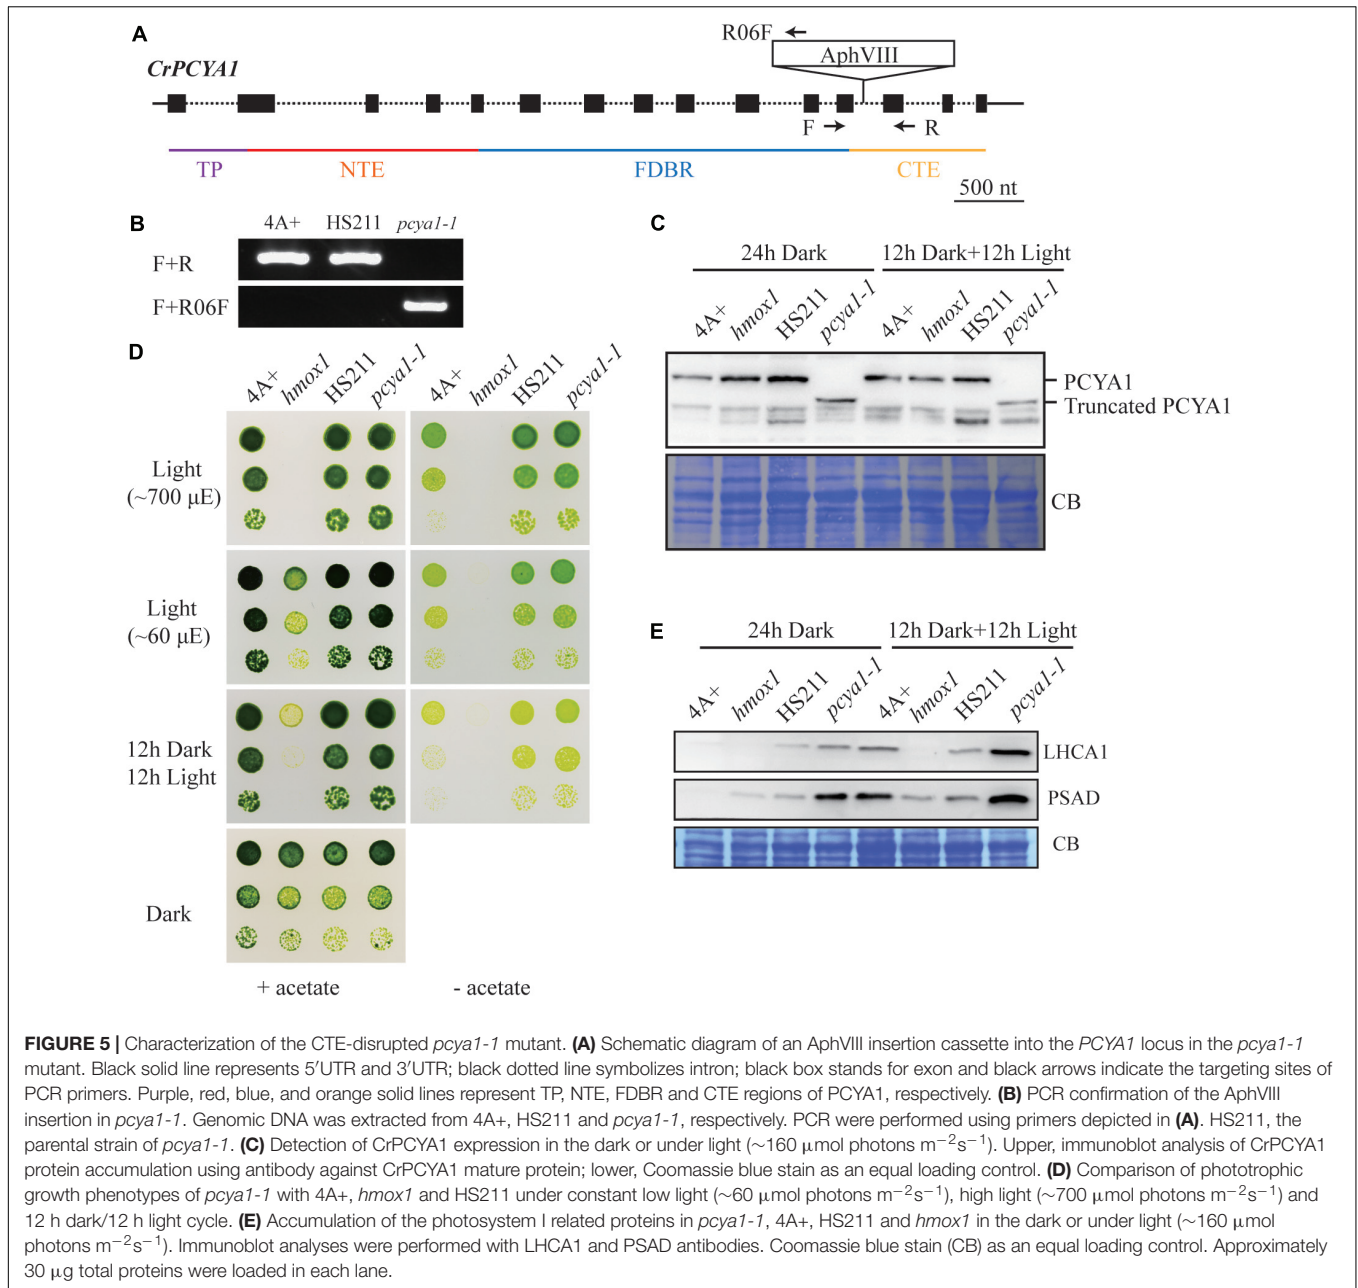 A
R06F
AphVIII
CrPCYA1
F
R
TP
NTE
FDBR
CTE
500 nt
B
4A+
HS211
pcya1-1
F+R
F+R06F
C
24h Dark
12h Dark+12h Light
4A+
hmox1
HS211
pcya1-1
4A+
hmox1
HS211
pcya1-1
PCYA1
Truncated PCYA1
CB
D
4A+
hmox1
HS211
pcya1-1
4A+
hmox1
HS211
pcya1-1
Light
(~700 μE)
Light
(~60 μE)
12h Dark
12h Light
Dark
+ acetate
- acetate
E
24h Dark
12h Dark+12h Light
4A+
hmox1
HS211
pcya1-1
4A+
hmox1
HS211
pcya1-1
LHCA1
PSAD
CB
FIGURE 5 | Characterization of the CTE-disrupted pcya1-1 mutant. (A) Schematic diagram of an AphVIII insertion cassette into the PCYA1 locus in the pcya1-1
mutant. Black solid line represents 5′UTR and 3′UTR; black dotted line symbolizes intron; black box stands for exon and black arrows indicate the targeting sites of
PCR primers. Purple, red, blue, and orange solid lines represent TP, NTE, FDBR and CTE regions of PCYA1, respectively. (B) PCR confirmation of the AphVIII
insertion in pcya1-1. Genomic DNA was extracted from 4A+, HS211 and pcya1-1, respectively. PCR were performed using primers depicted in (A). HS211, the
parental strain of pcya1-1. (C) Detection of CrPCYA1 expression in the dark or under light (∼160 μmol photons m−2s−1). Upper, immunoblot analysis of CrPCYA1
protein accumulation using antibody against CrPCYA1 mature protein; lower, Coomassie blue stain as an equal loading control. (D) Comparison of phototrophic
growth phenotypes of pcya1-1 with 4A+, hmox1 and HS211 under constant low light (∼60 μmol photons m−2s−1), high light (∼700 μmol photons m−2s−1) and
12 h dark/12 h light cycle. (E) Accumulation of the photosystem I related proteins in pcya1-1, 4A+, HS211 and hmox1 in the dark or under light (∼160 μmol
photons m−2s−1). Immunoblot analyses were performed with LHCA1 and PSAD antibodies. Coomassie blue stain (CB) as an equal loading control. Approximately
30 μg total proteins were loaded in each lane.